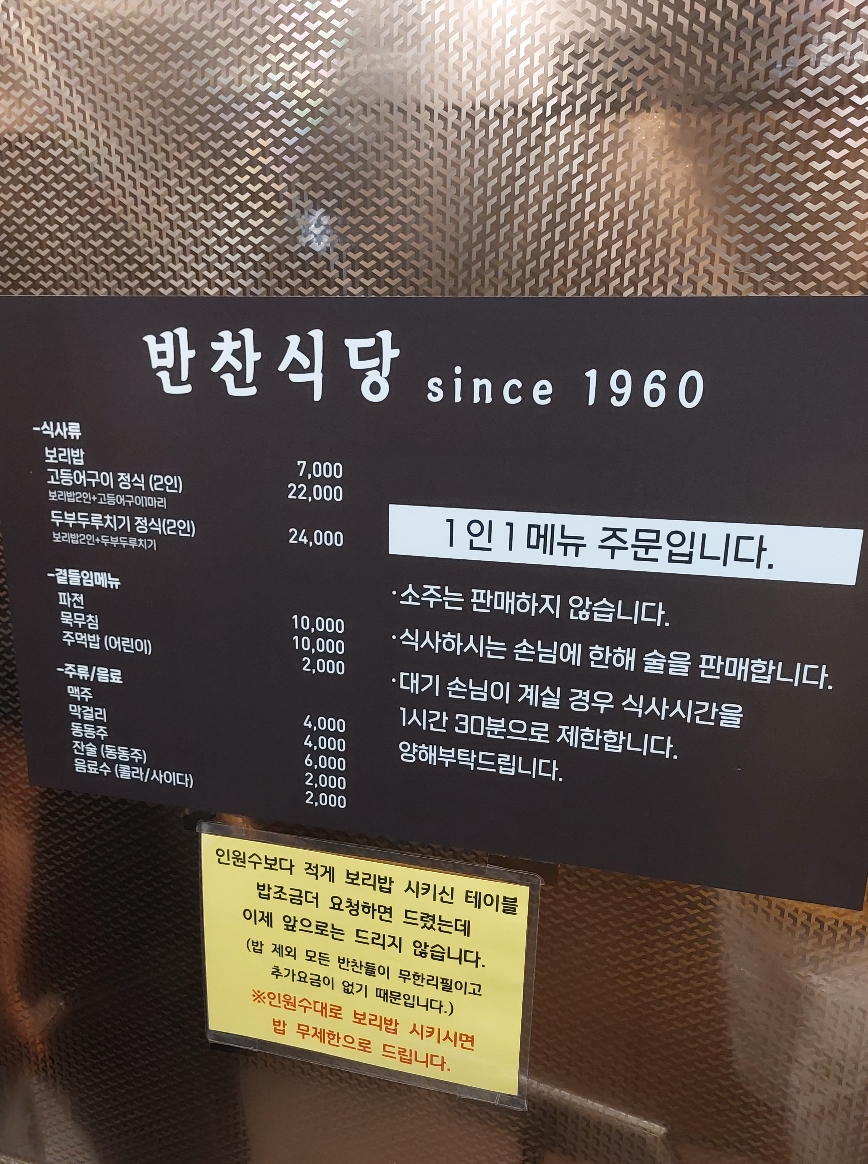 반찬식당 since 1960
-식사류
보리밥 7,000
고등어구이 정식 (2인) 22,000
보리밥2인+고등어구이1마리
두부두루치기 정식(2인) 24,000
보리밥2인+두부두루치기
-곁들임메뉴
파전 10,000
묵무침 10,000
주먹밥 (어린이) 2,000
-주류/음료
맥주 4,000
막걸리 4,000
동동주 6,000
잔술 (동동주) 2,000
음료수 (콜라/사이다) 2,000
1인 1메뉴 주문입니다.
·소주는 판매하지 않습니다.
·식사하시는 손님에 한해 술을 판매합니다.
·대기 손님이 계실 경우 식사시간을
1시간 30분으로 제한합니다.
양해부탁드립니다.
인원수보다 적게 보리밥 시키신 테이블
밥조금더 요청하면 드렸는데
이제 앞으로는 드리지 않습니다.
(밥 제외 모든 반찬들이 무한리필이고
추가요금이 없기 때문입니다.)
※인원수대로 보리밥 시키시면
밥 무제한으로 드립니다.